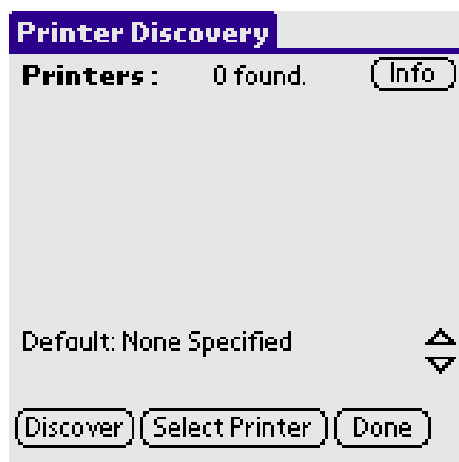 Printer Discovery
Printers: 0 found. Info
Default: None Specified
Discover Select Printer Done